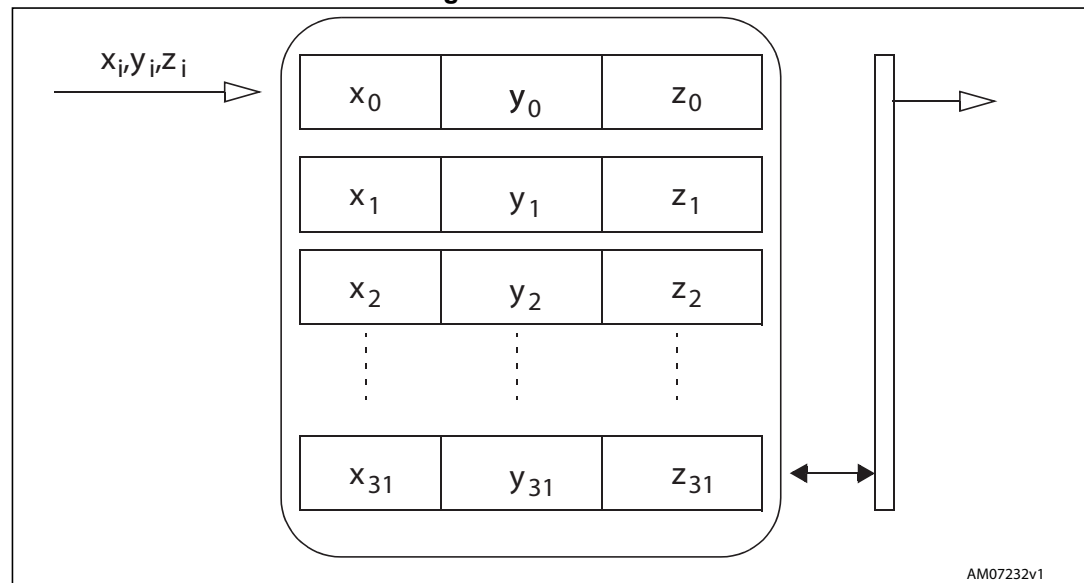 xi,yi,zi
x0 y0 z0
x1 y1 z1
x2 y2 z2
x31 y31 z31
AM07232v1